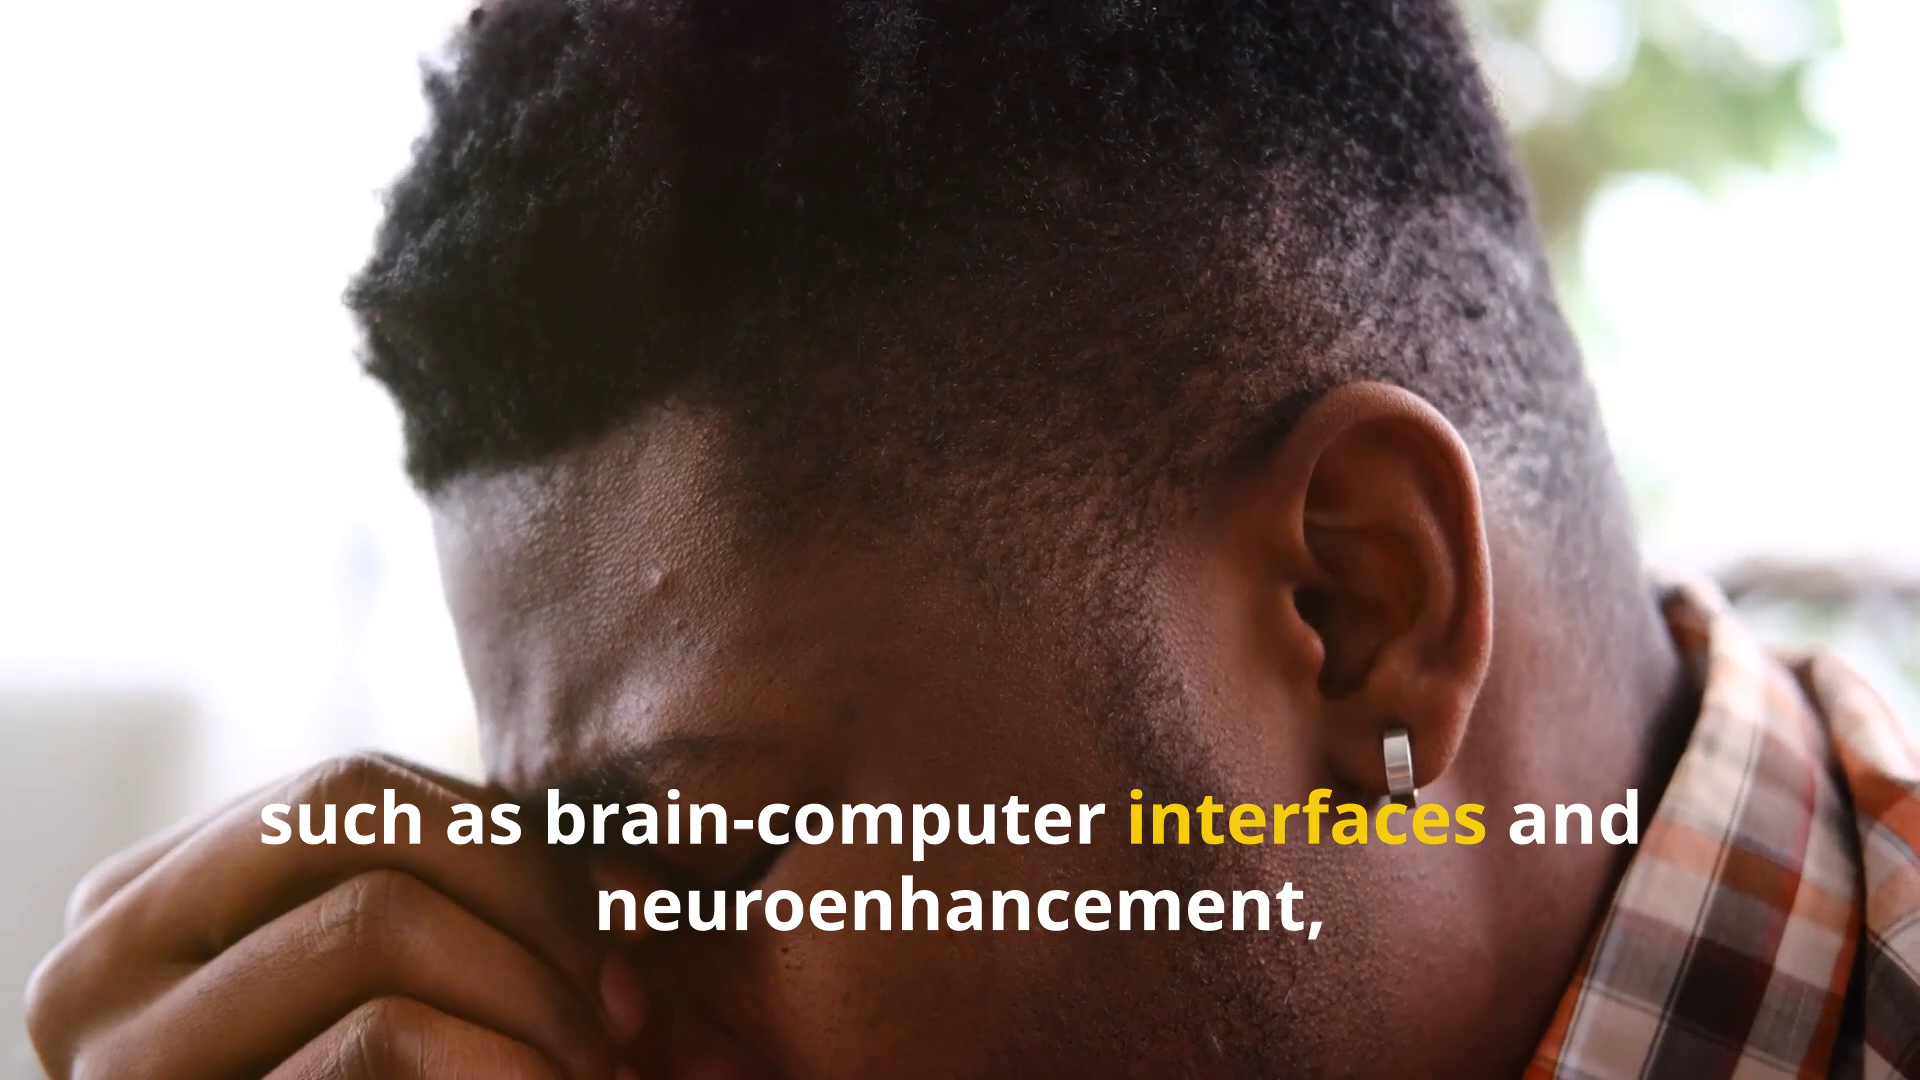 such as brain-computer interfaces and
neuroenhancement,